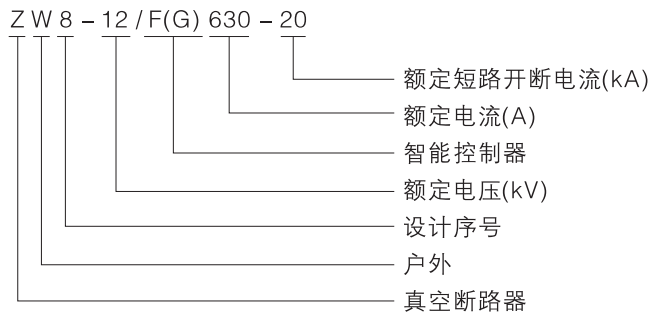 ZW8-12/F(G)630-20
额定短路开断电流(kA)
额定电流(A)
智能控制器
额定电压(kV)
设计序号
户外
真空断路器